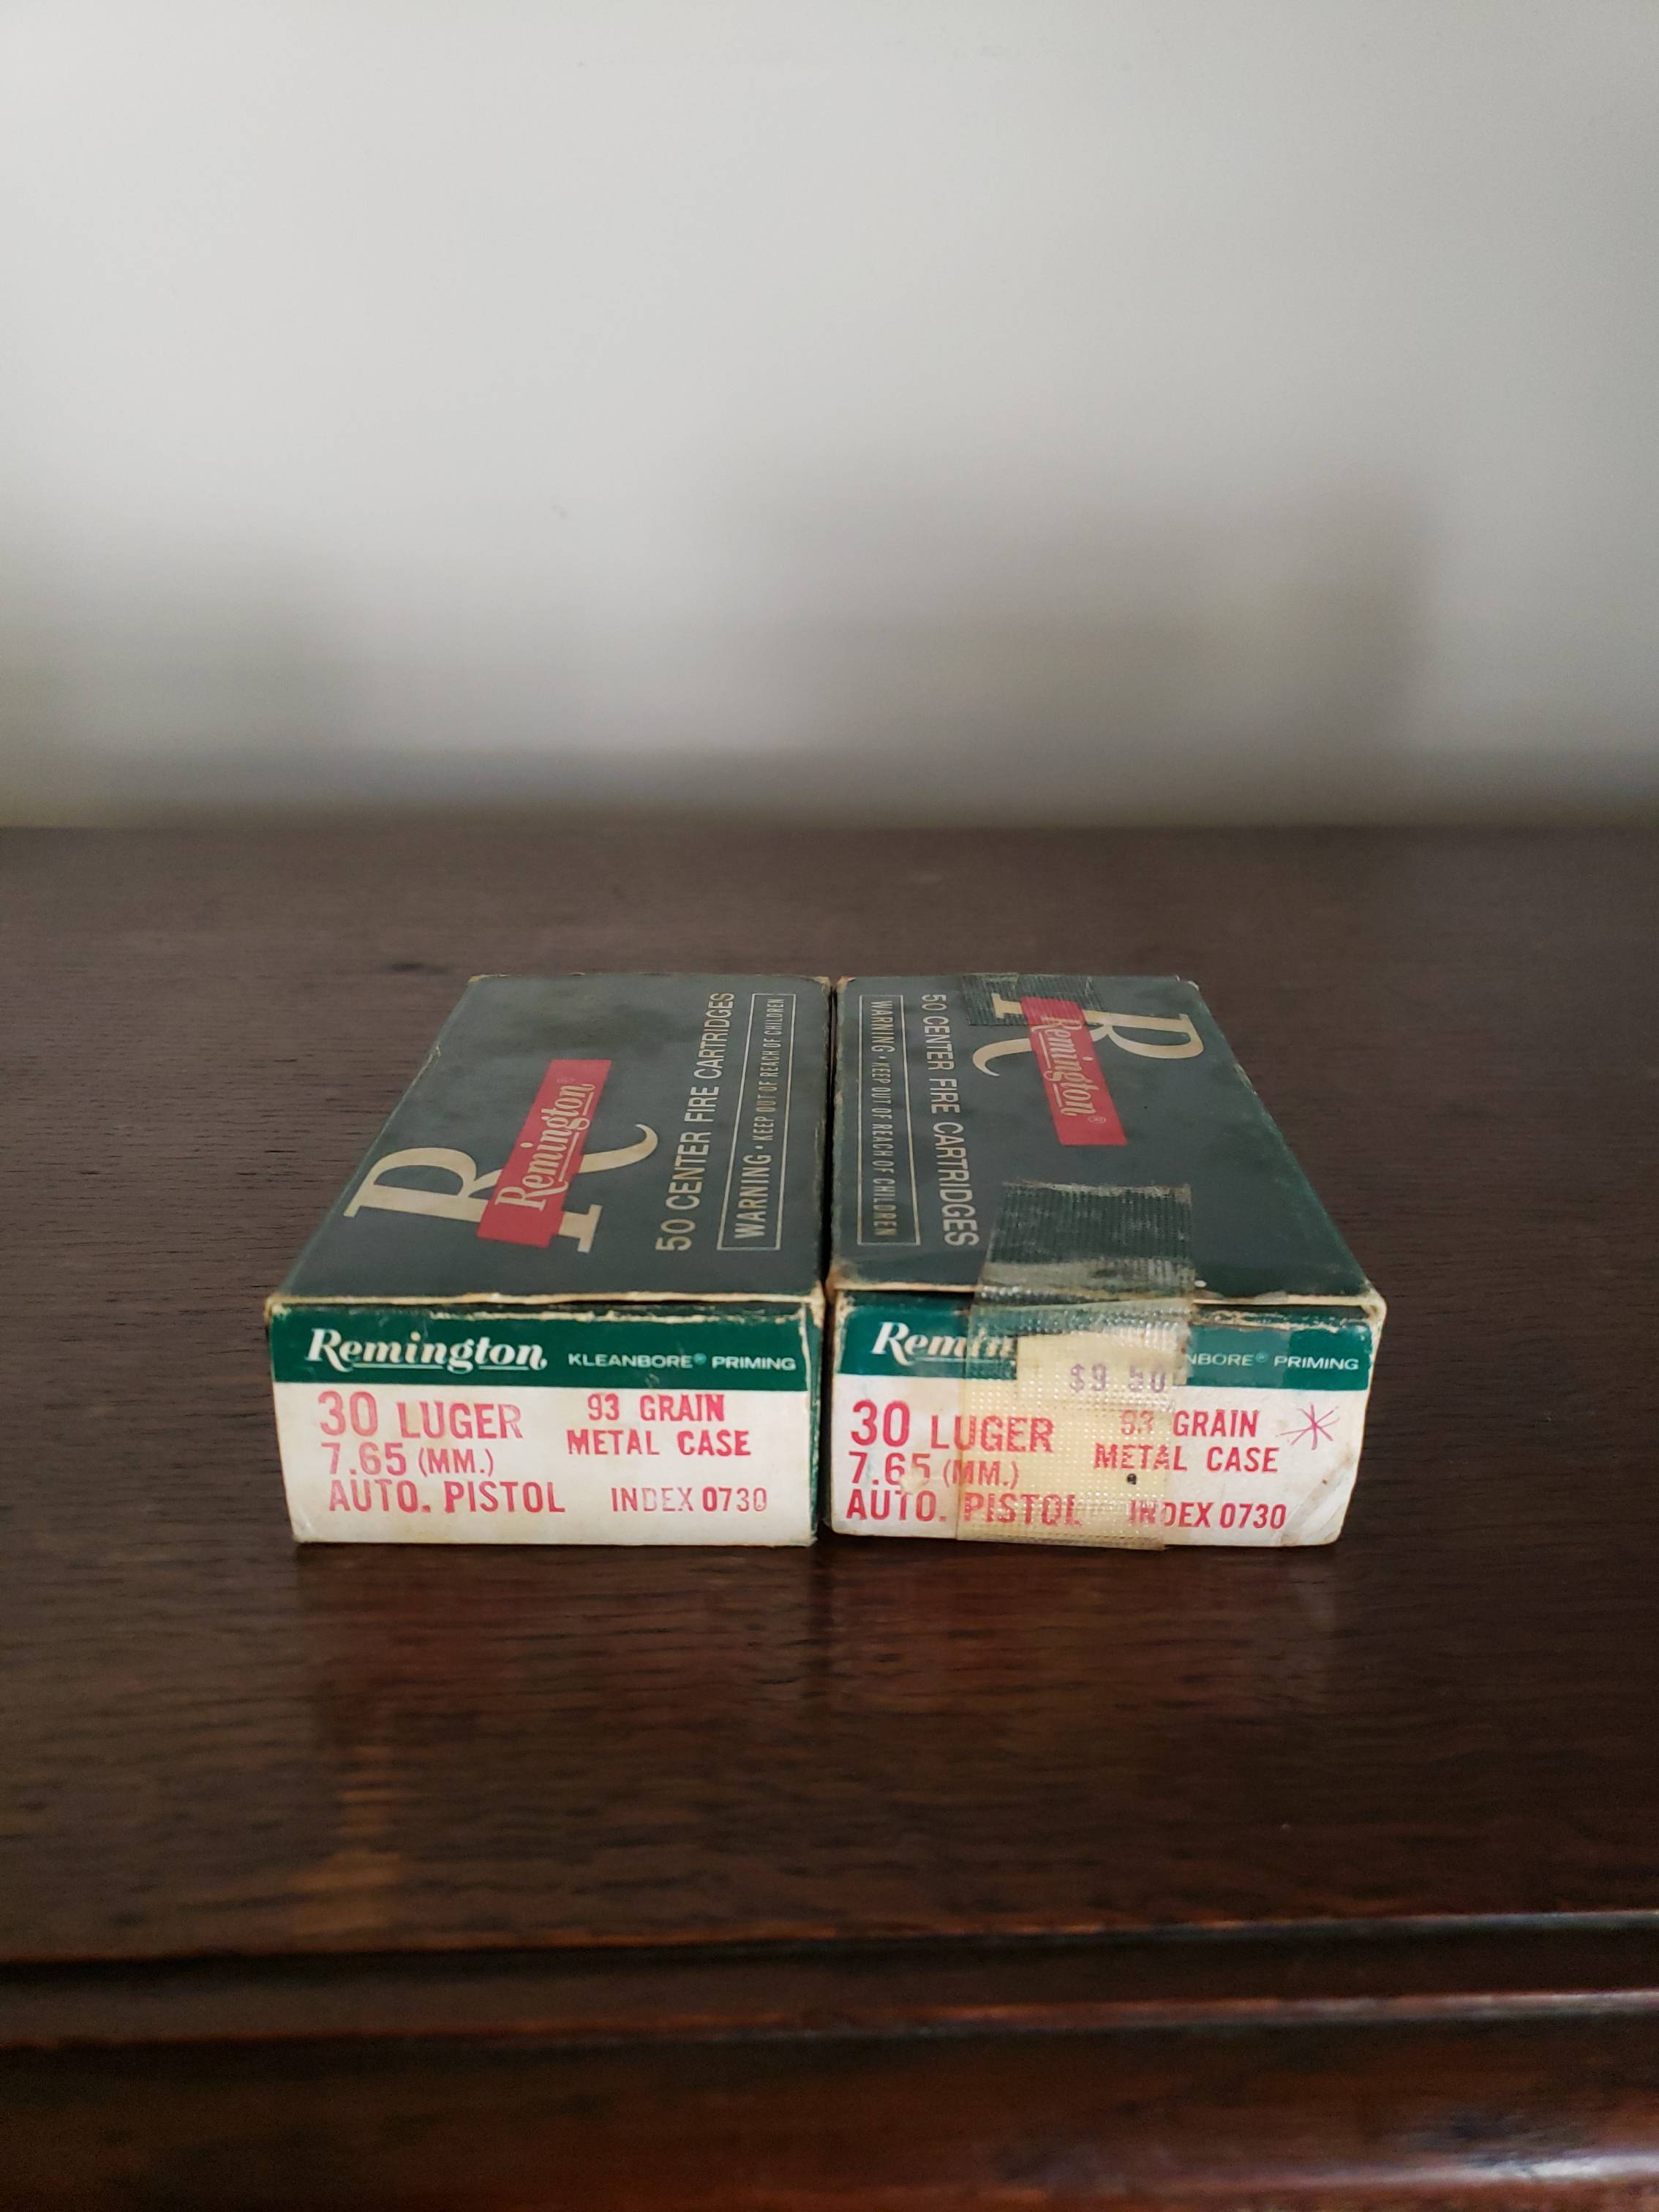 R
Remington®
50 CENTER FIRE CARTRIDGES
WARNING • KEEP OUT OF REACH OF CHILDREN
Remington
KLEANBORE® PRIMING
30 LUGER
7.65 (MM.)
AUTO. PISTOL
93 GRAIN
METAL CASE
INDEX 0730
R
Remington®
50 CENTER FIRE CARTRIDGES
WARNING • KEEP OUT OF REACH OF CHILDREN
Remin
NBORE® PRIMING
$9.50
30 LUGER
7.65 (MM.)
AUTO. PISTOL
93 GRAIN
METAL CASE
INDEX 0730